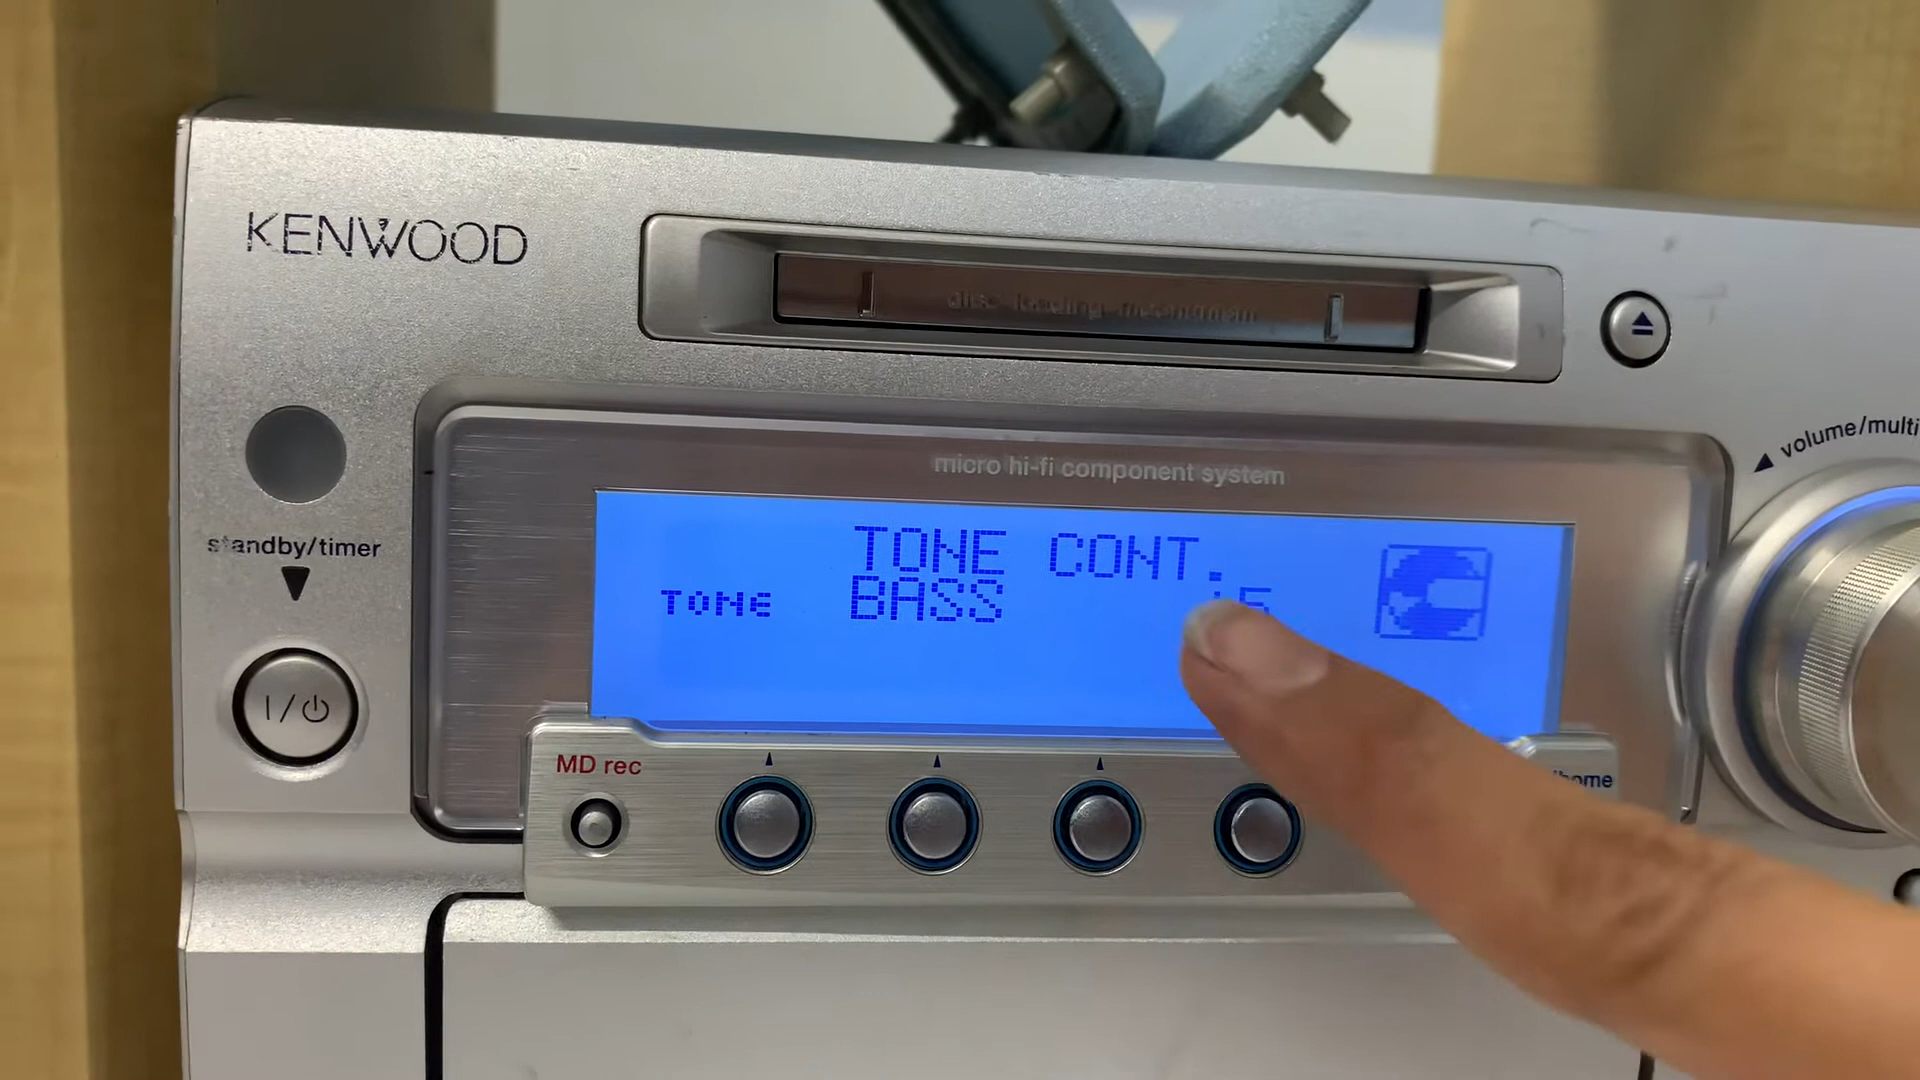 KENWOOD
disc loading mechanism
volume/multi
micro hi-fi component system
standby/timer
TONE CONT.
TONE BASS
MD rec
home